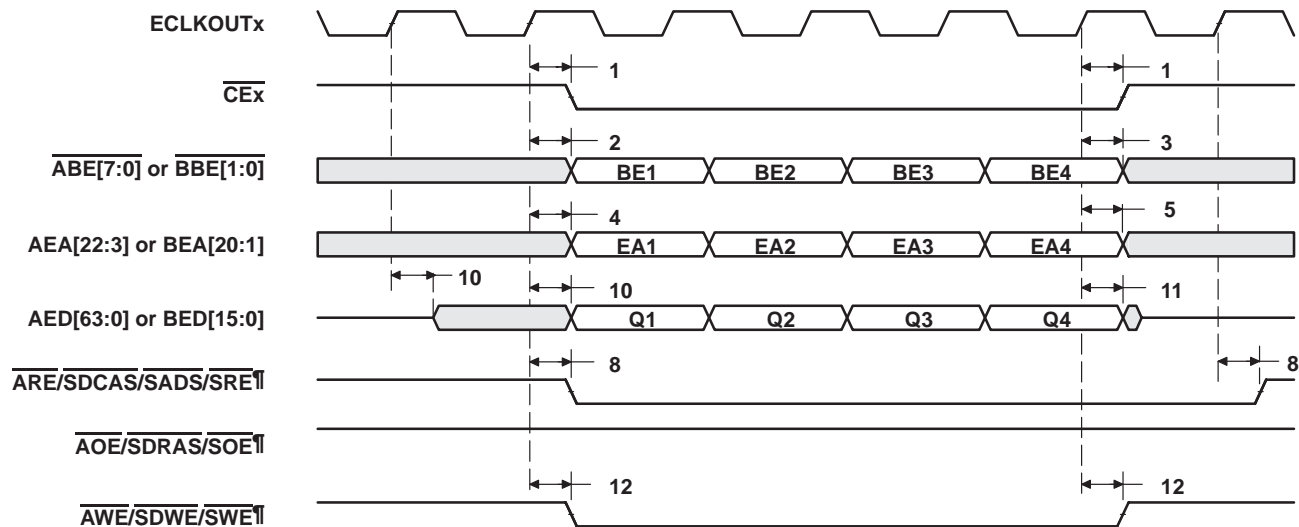 ECLKOUTx
1 1
CEx
2 3
ABE[7:0] or BBE[1:0]
BE1 BE2 BE3 BE4
4 5
AEA[22:3] or BEA[20:1]
EA1 EA2 EA3 EA4
10 10 11
AED[63:0] or BED[15:0]
Q1 Q2 Q3 Q4
8 8
ARE/SDCAS/SADS/SRE¶
AOE/SDRAS/SOE¶
12 12
AWE/SDWE/SWE¶